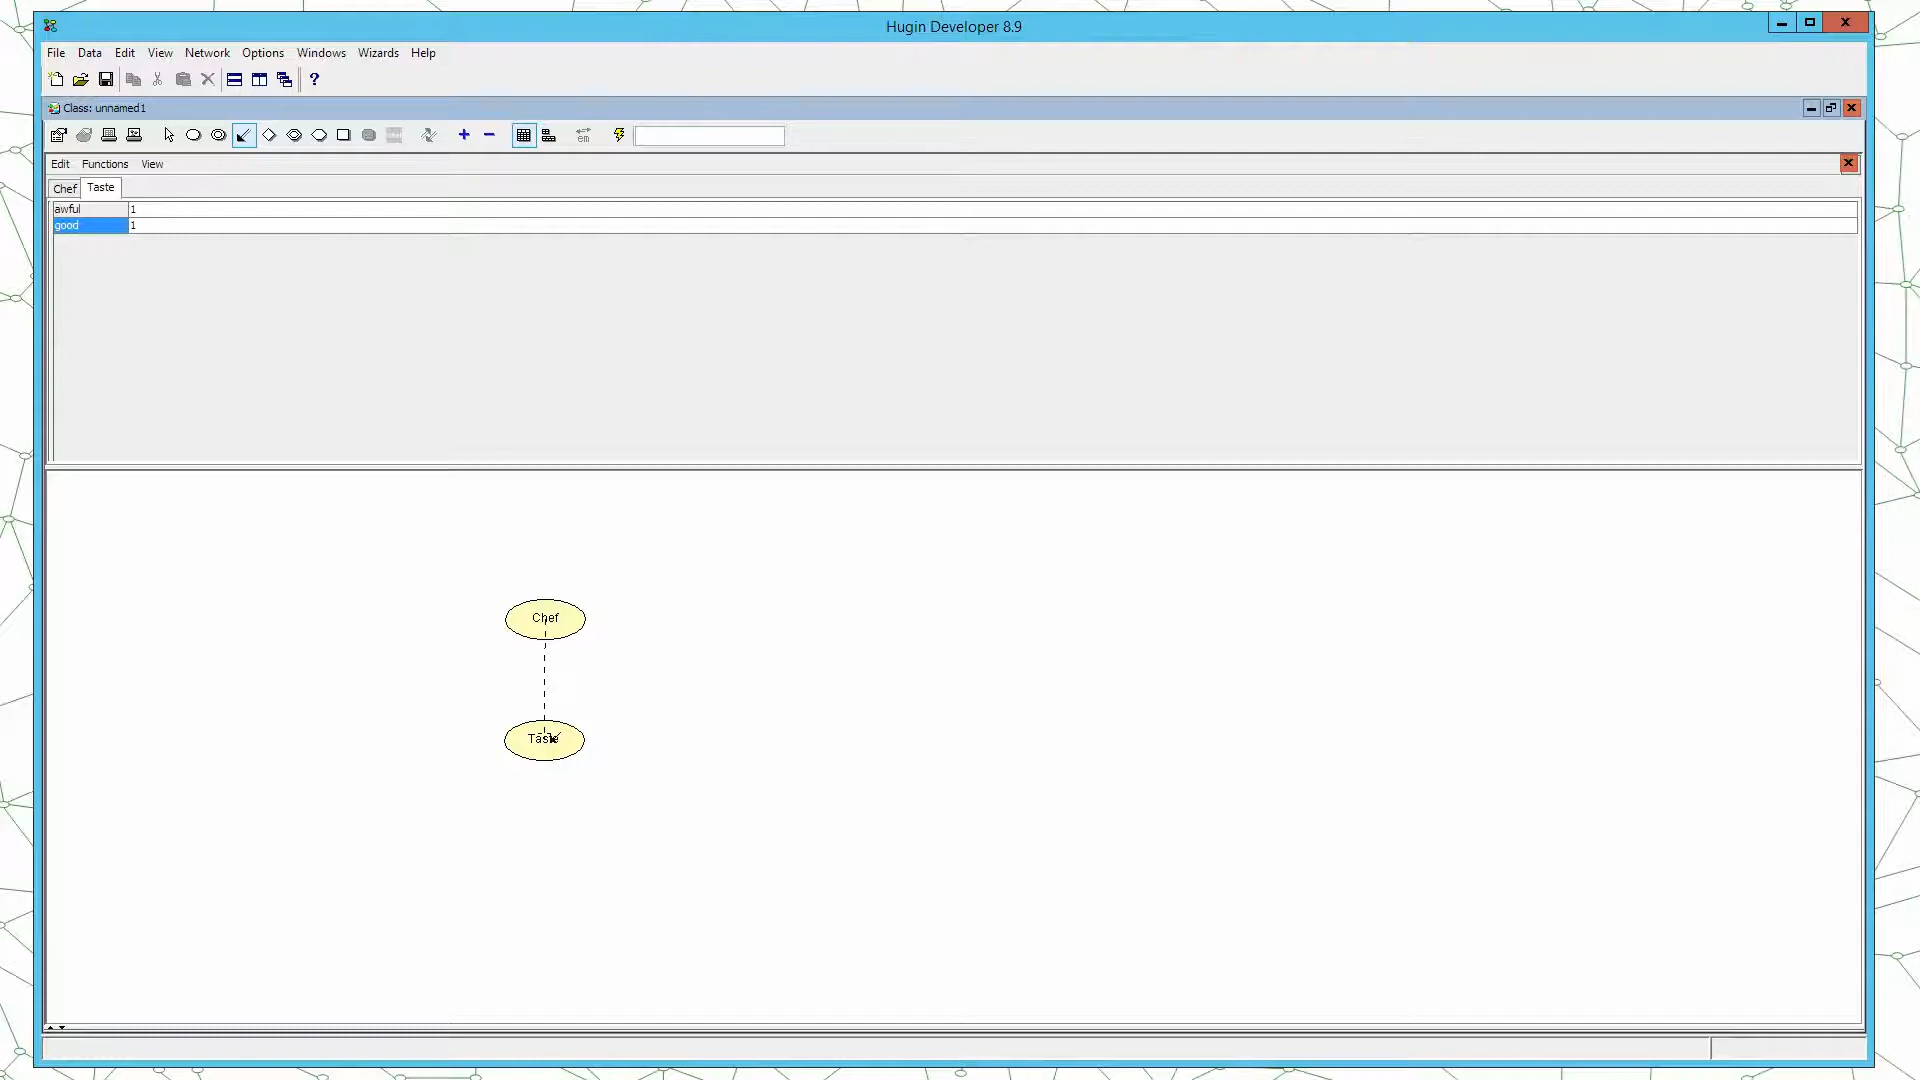 Hugin Developer 8.9
File Data Edit View Network Options Windows Wizards Help
?
Class: unnamed1
Edit Functions View
Chef Taste
awful 1
good 1
Chef
Taste